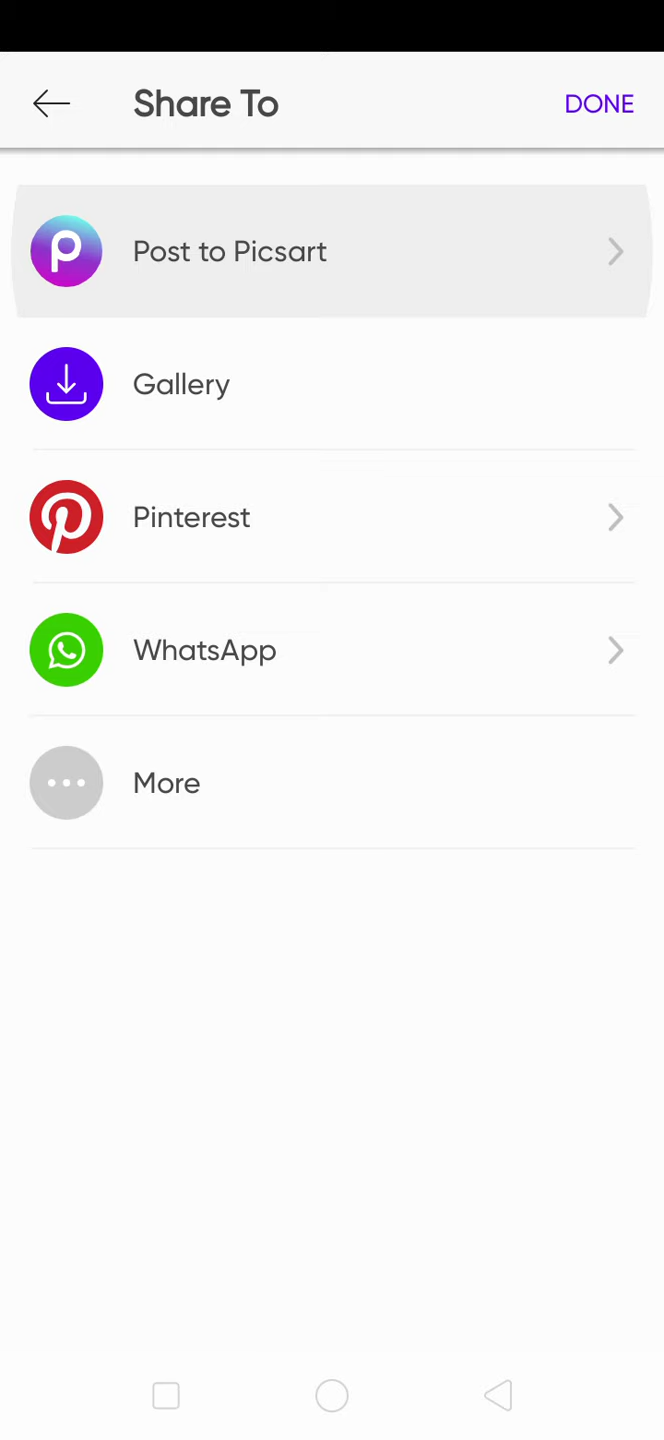 Share To
DONE
Post to Picsart
Gallery
Pinterest
WhatsApp
More